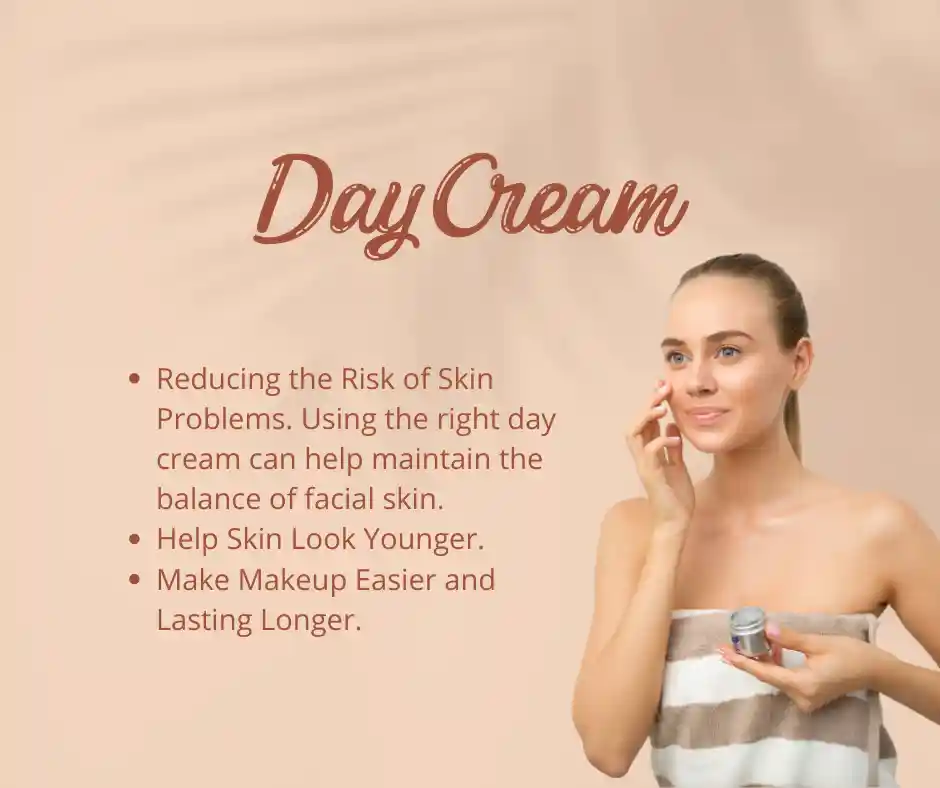 Day Cream
• Reducing the Risk of Skin
Problems. Using the right day
cream can help maintain the
balance of facial skin.
• Help Skin Look Younger.
• Make Makeup Easier and
Lasting Longer.